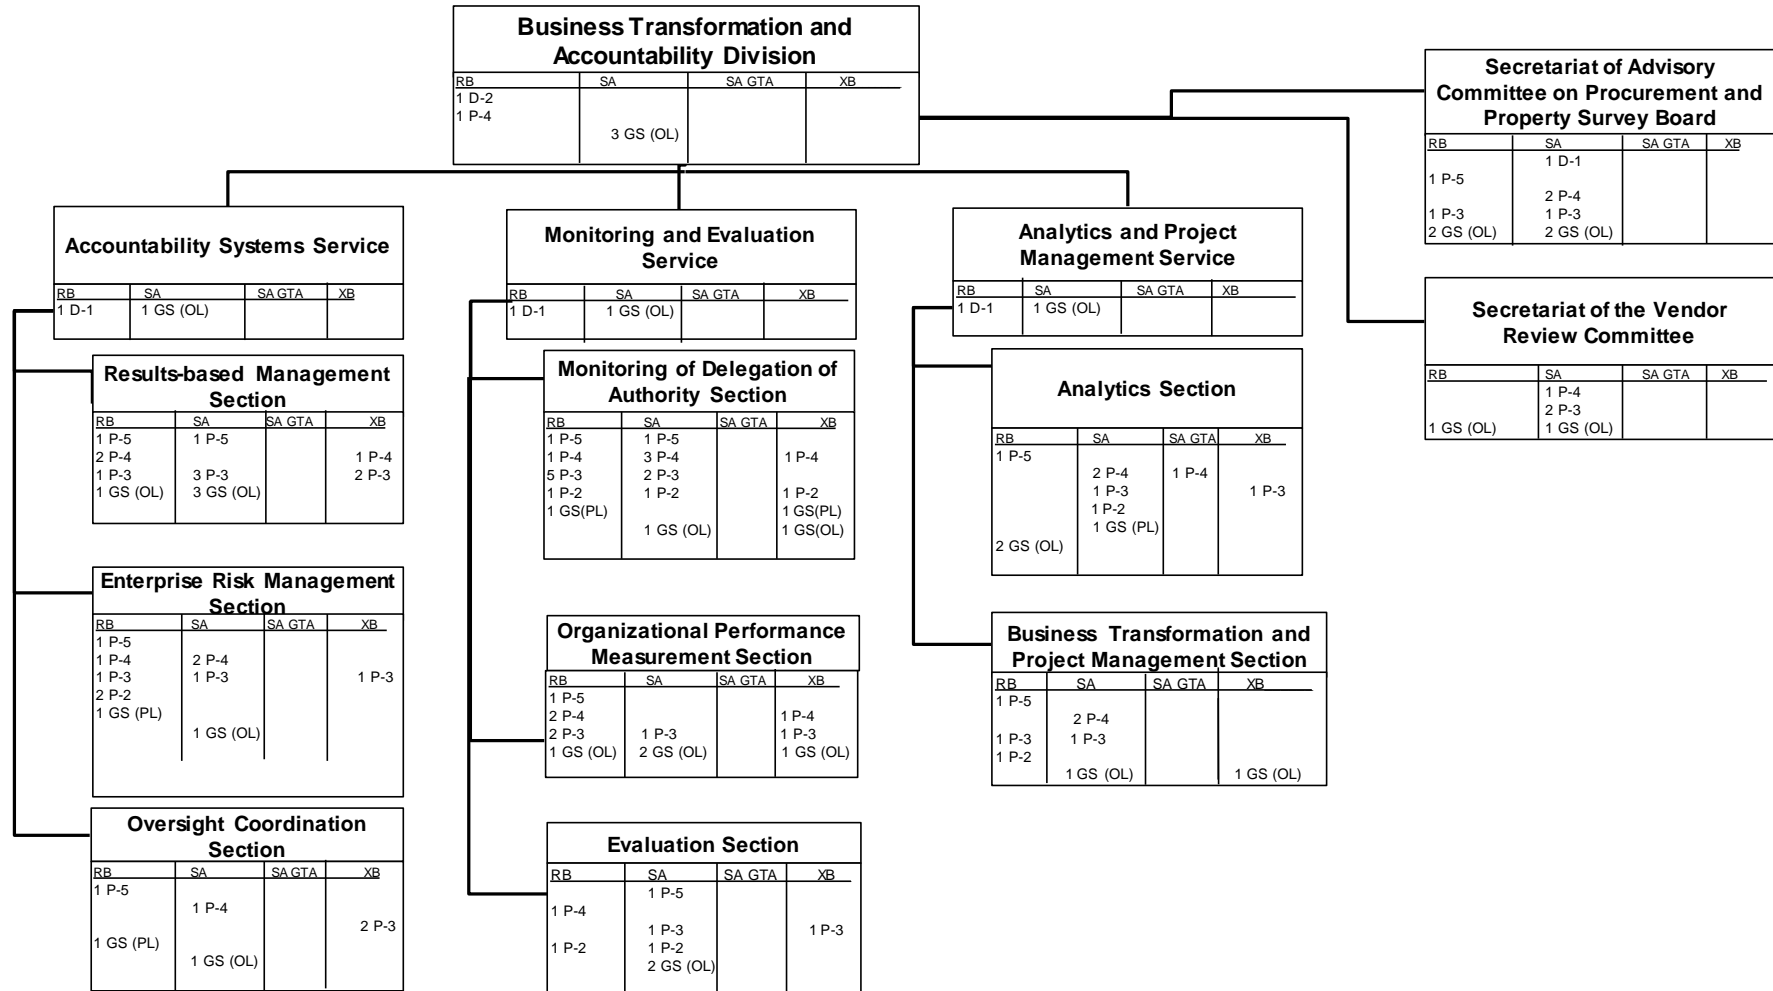 Business Transformation and
Accountability Division
RB SA SA GTA XB
1 D-2
1 P-4
3 GS (OL)
Secretariat of Advisory
Committee on Procurement and
Property Survey Board
RB SA SA GTA XB
1 D-1
1 P-5
2 P-4
1 P-3 1 P-3
2 GS (OL) 2 GS (OL)
Secretariat of the Vendor
Review Committee
RB SA SA GTA XB
1 P-4
2 P-3
1 GS (OL) 1 GS (OL)
Accountability Systems Service
RB SA SA GTA XB
1 D-1 1 GS (OL)
Results-based Management
Section
RB SA SA GTA XB
1 P-5 1 P-5
2 P-4 1 P-4
1 P-3 3 P-3 2 P-3
1 GS (OL) 3 GS (OL)
Enterprise Risk Management
Section
RB SA SA GTA XB
1 P-5
1 P-4 2 P-4
1 P-3 1 P-3 1 P-3
2 P-2
1 GS (PL)
1 GS (OL)
Oversight Coordination
Section
RB SA SA GTA XB
1 P-5
1 P-4
2 P-3
1 GS (PL)
1 GS (OL)
Monitoring and Evaluation
Service
RB SA SA GTA XB
1 D-1 1 GS (OL)
Monitoring of Delegation of
Authority Section
RB SA SA GTA XB
1 P-5 1 P-5
1 P-4 3 P-4 1 P-4
5 P-3 2 P-3
1 P-2 1 P-2 1 P-2
1 GS(PL) 1 GS(PL)
1 GS (OL) 1 GS(OL)
Organizational Performance
Measurement Section
RB SA SA GTA XB
1 P-5
2 P-4 1 P-4
2 P-3 1 P-3 1 P-3
1 GS (OL) 2 GS (OL) 1 GS (OL)
Evaluation Section
RB SA SA GTA XB
1 P-5
1 P-4
1 P-3 1 P-3
1 P-2 1 P-2
2 GS (OL)
Analytics and Project
Management Service
RB SA SA GTA XB
1 D-1 1 GS (OL)
Analytics Section
RB SA SA GTA XB
1 P-5
2 P-4 1 P-4
1 P-3 1 P-3
1 P-2
1 GS (PL)
2 GS (OL)
Business Transformation and
Project Management Section
RB SA SA GTA XB
1 P-5
2 P-4
1 P-3 1 P-3
1 P-2
1 GS (OL) 1 GS (OL)